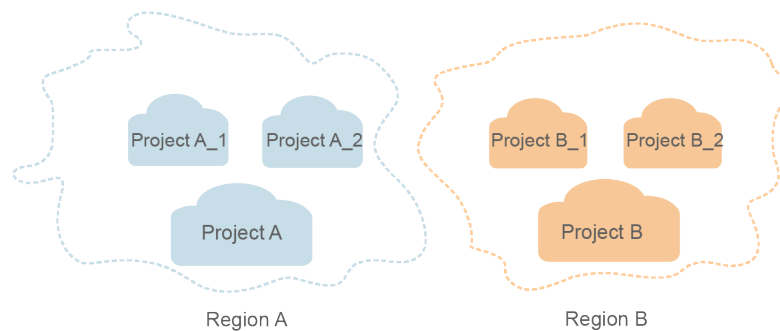 Project A_1
Project A_2
Project B_1
Project B_2
Project A
Project B
Region A
Region B